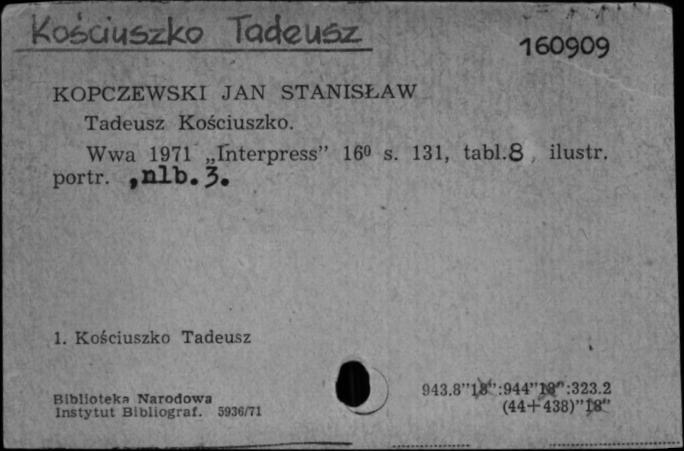 Kościuszko Tadeusz
160909
KOPCZEWSKI JAN STANISŁAW
Tadeusz Kościuszko.
Wwa 1971 „Interpress” 16⁰ s. 131, tabl.8, ilustr.
portr. ,nlb.3.
1. Kościuszko Tadeusz
943.8”18”:944”18”:323.2
(44+438)”18”
Biblioteka Narodowa
Instytut Bibliograf. 5936/71